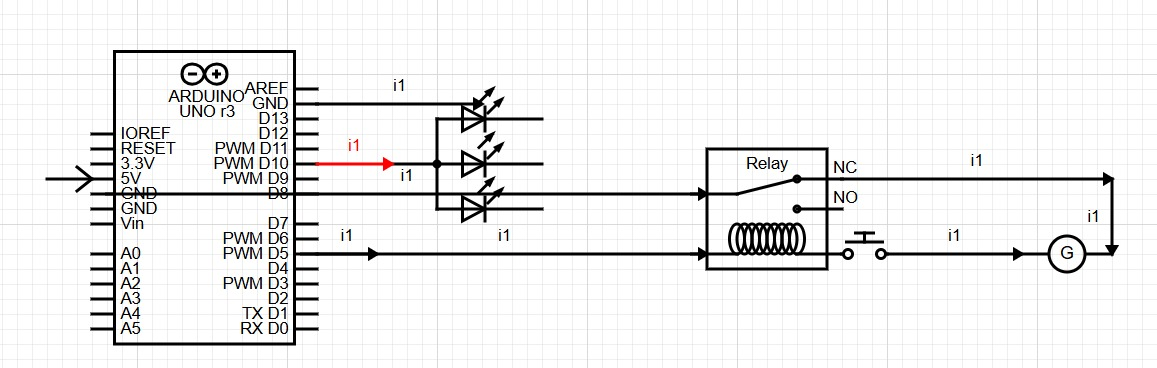 i1
AREF
ARDUINO
GND
UNO r3
D13
IOREF
D12
RESET
PWM D11
i1
3.3V
PWM D10
i1
5V
PWM D9
GND
D8
GND
Vin
D7
PWM D6
i1
i1
A0
PWM D5
A1
D4
A2
PWM D3
A3
D2
A4
TX D1
A5
RX D0
Relay
NC
i1
NO
i1
i1
G